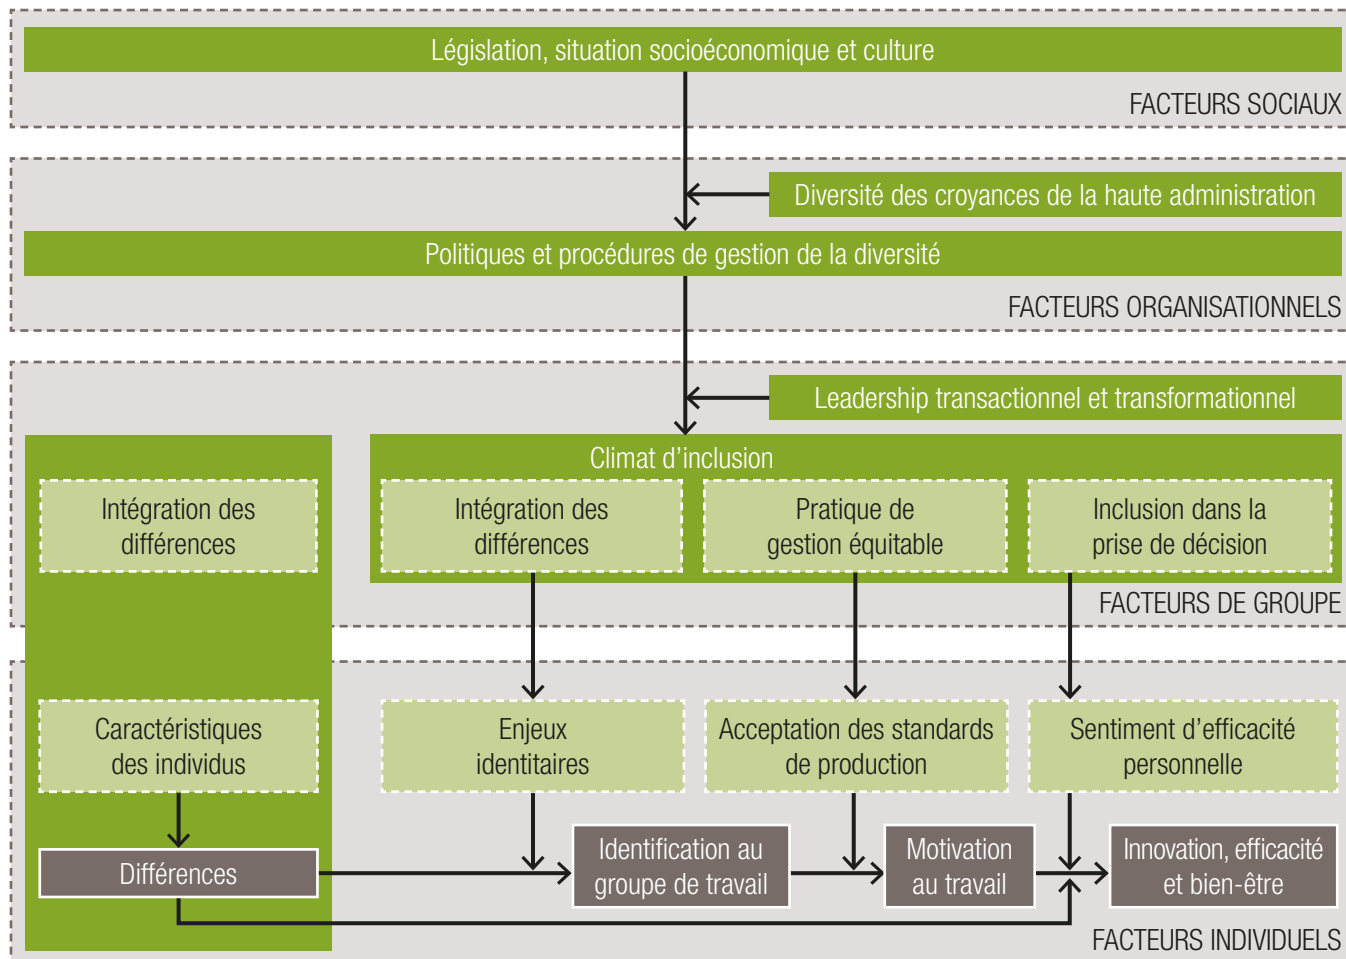 Législation, situation socioéconomique et culture
FACTEURS SOCIAUX
Diversité des croyances de la haute administration
Politiques et procédures de gestion de la diversité
FACTEURS ORGANISATIONNELS
Leadership transactionnel et transformationnel
Climat d’inclusion
Intégration des
différences
Intégration des
différences
Pratique de
gestion équitable
Inclusion dans la
prise de décision
FACTEURS DE GROUPE
Caractéristiques
des individus
Enjeux
identitaires
Acceptation des standards
de production
Sentiment d’efficacité
personnelle
Différences
Identification au
groupe de travail
Motivation
au travail
Innovation, efficacité
et bien-être
FACTEURS INDIVIDUELS